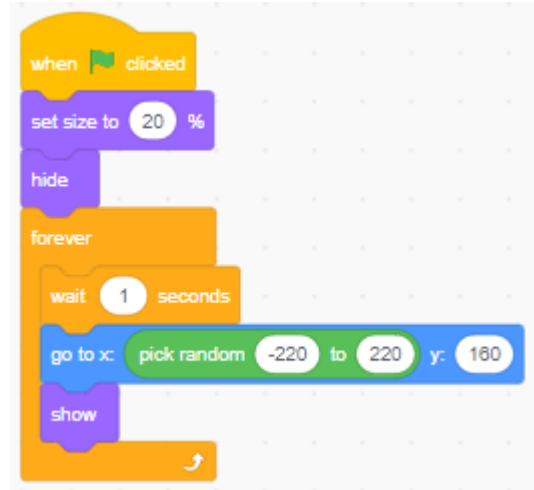 when clicked
set size to 20 %
hide
forever
wait 1 seconds
go to x: pick random -220 to 220 y: 160
show